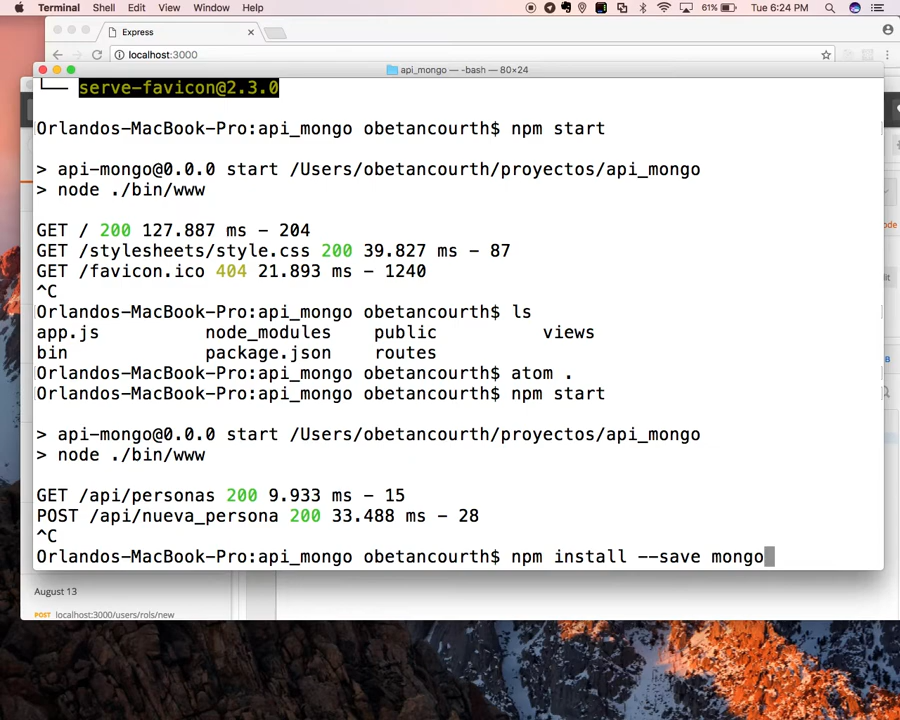 Terminal Shell Edit View Window Help 61% Tue 6:24 PM
Express
localhost:3000
api_mongo — -bash — 80×24
└── serve-favicon@2.3.0
Orlandos-MacBook-Pro:api_mongo obetancourth$ npm start
> api-mongo@0.0.0 start /Users/obetancourth/proyectos/api_mongo
> node ./bin/www
GET / 200 127.887 ms - 204
GET /stylesheets/style.css 200 39.827 ms - 87
GET /favicon.ico 404 21.893 ms - 1240
^C
Orlandos-MacBook-Pro:api_mongo obetancourth$ ls
app.js node_modules public views
bin package.json routes
Orlandos-MacBook-Pro:api_mongo obetancourth$ atom .
Orlandos-MacBook-Pro:api_mongo obetancourth$ npm start
> api-mongo@0.0.0 start /Users/obetancourth/proyectos/api_mongo
> node ./bin/www
GET /api/personas 200 9.933 ms - 15
POST /api/nueva_persona 200 33.488 ms - 28
^C
Orlandos-MacBook-Pro:api_mongo obetancourth$ npm install --save mongo
August 13
POST localhost:3000/users/rols/new